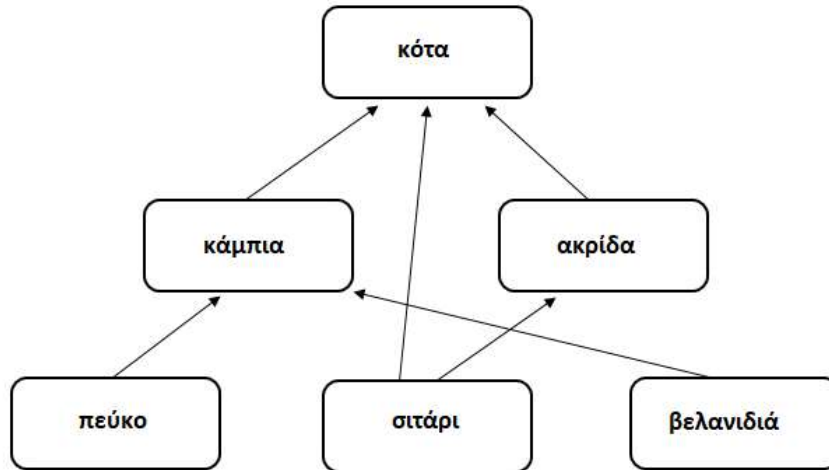 κότα
κάμπια
ακρίδα
πεύκο
σιτάρι
βελανιδιά